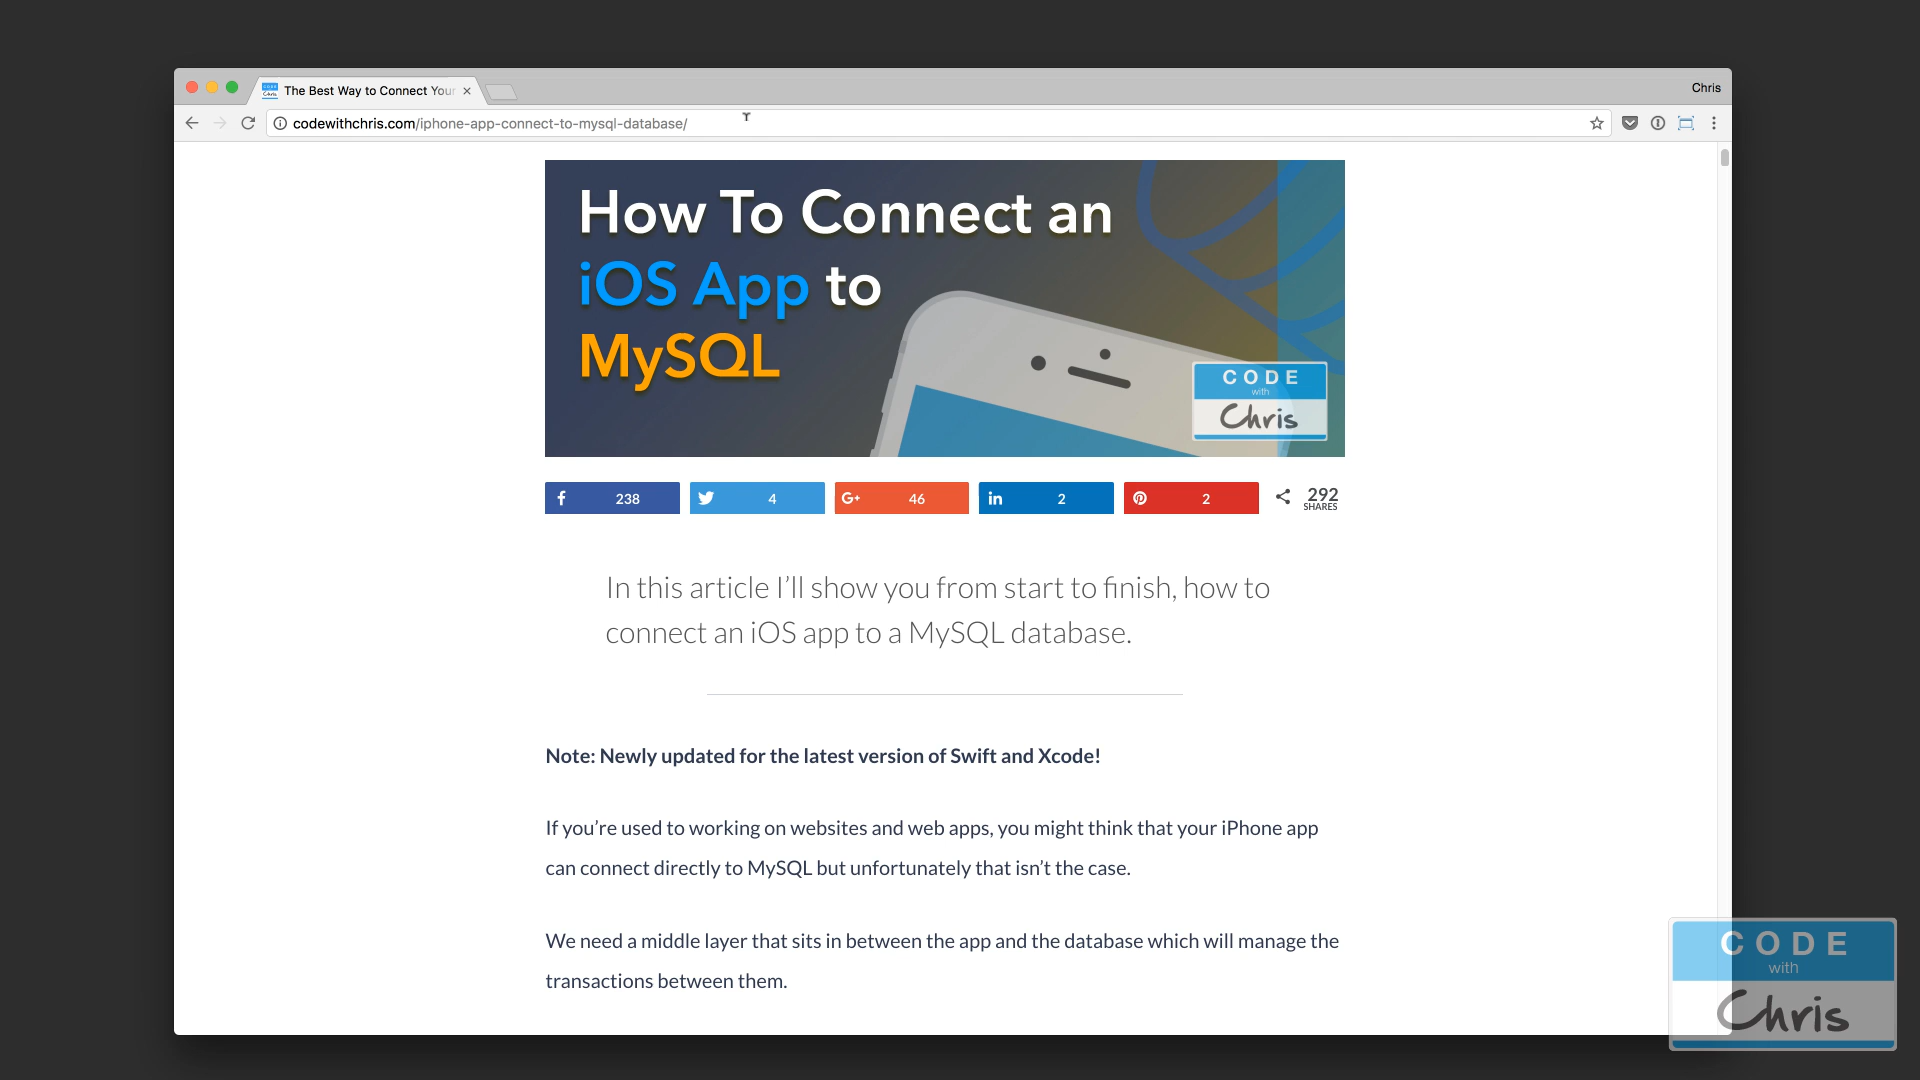 The Best Way to Connect Your
Chris
codewithchris.com/iphone-app-connect-to-mysql-database/
How To Connect an
iOS App to
MySQL
CODE
with
Chris
238
4
46
2
2
292
SHARES
In this article I’ll show you from start to finish, how to
connect an iOS app to a MySQL database.
Note: Newly updated for the latest version of Swift and Xcode!
If you’re used to working on websites and web apps, you might think that your iPhone app
can connect directly to MySQL but unfortunately that isn’t the case.
We need a middle layer that sits in between the app and the database which will manage the
transactions between them.
CODE
with
Chris